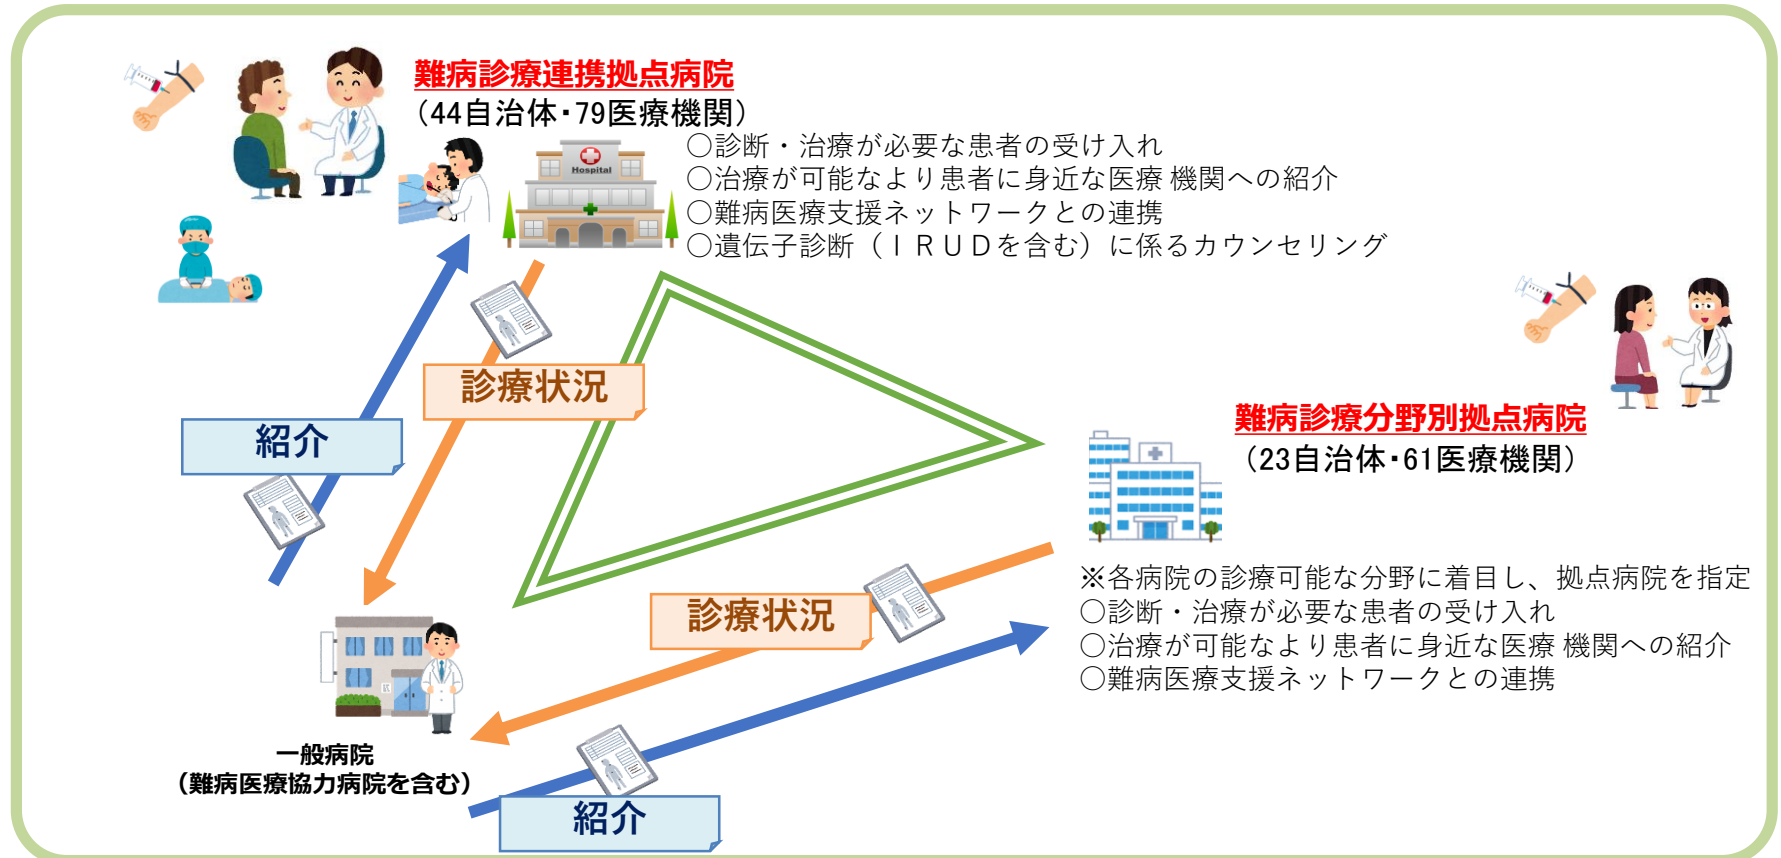 難病診療連携拠点病院
（44自治体・79医療機関）
Hospital
○診断・治療が必要な患者の受け入れ
○治療が可能なより患者に身近な医療 機関への紹介
○難病医療支援ネットワークとの連携
○遺伝子診断（ＩＲＵＤを含む）に係るカウンセリング
診療状況
紹介
難病診療分野別拠点病院
（23自治体・61医療機関）
※各病院の診療可能な分野に着目し、拠点病院を指定
○診断・治療が必要な患者の受け入れ
○治療が可能なより患者に身近な医療 機関への紹介
○難病医療支援ネットワークとの連携
診療状況
一般病院
（難病医療協力病院を含む）
紹介